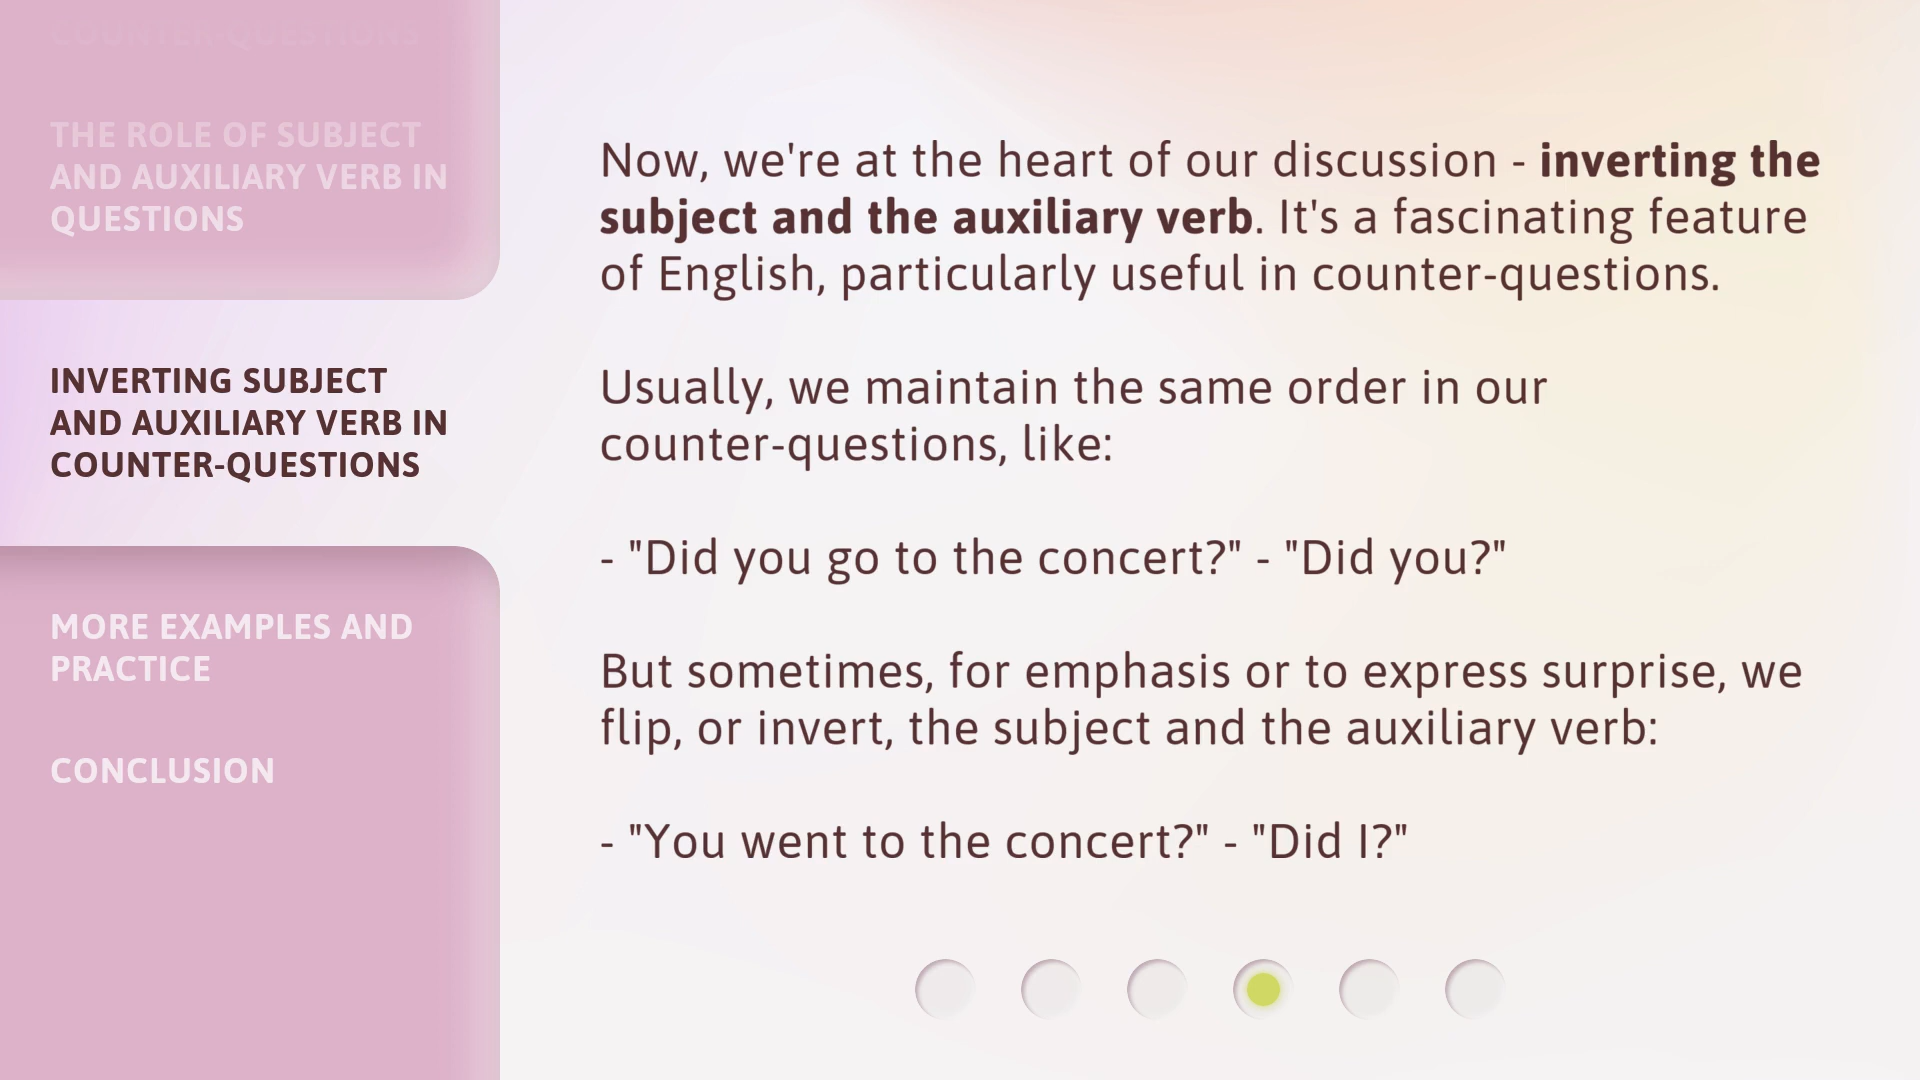 COUNTER-QUESTIONS
THE ROLE OF SUBJECT
AND AUXILIARY VERB IN
QUESTIONS
INVERTING SUBJECT
AND AUXILIARY VERB IN
COUNTER-QUESTIONS
MORE EXAMPLES AND
PRACTICE
CONCLUSION
Now, we're at the heart of our discussion - inverting the
subject and the auxiliary verb. It's a fascinating feature
of English, particularly useful in counter-questions.
Usually, we maintain the same order in our
counter-questions, like:
- "Did you go to the concert?" - "Did you?"
But sometimes, for emphasis or to express surprise, we
flip, or invert, the subject and the auxiliary verb:
- "You went to the concert?" - "Did I?"